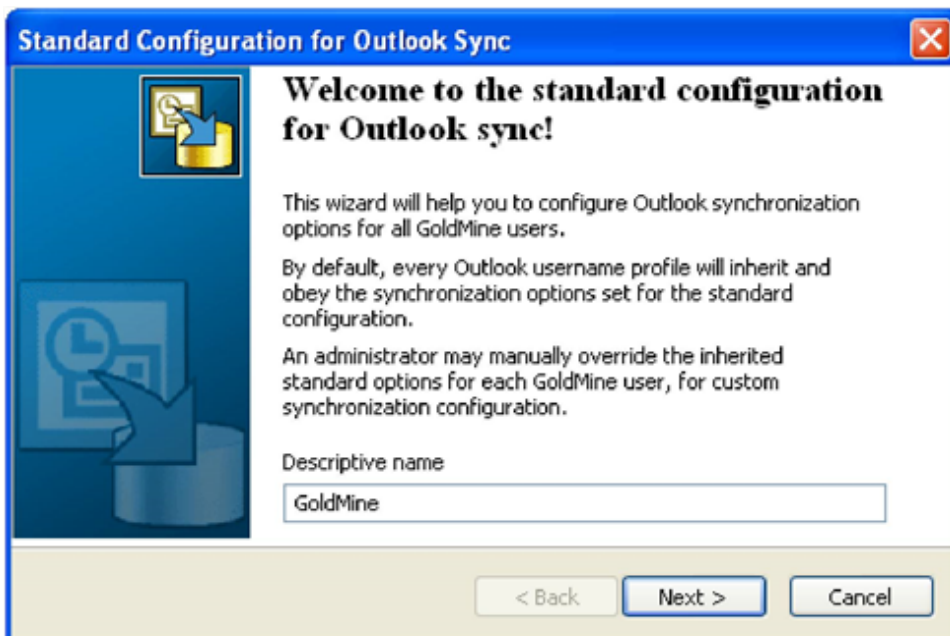 Standard Configuration for Outlook Sync
Welcome to the standard configuration
for Outlook sync!
This wizard will help you to configure Outlook synchronization
options for all GoldMine users.
By default, every Outlook username profile will inherit and
obey the synchronization options set for the standard
configuration.
An administrator may manually override the inherited
standard options for each GoldMine user, for custom
synchronization configuration.
Descriptive name
GoldMine
< Back
Next >
Cancel